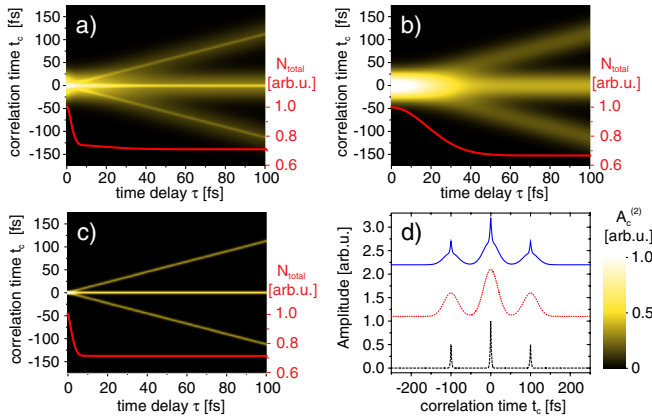 a)
correlation time t_c [fs]
150
100
50
0
-50
-100
-150
N_total
[arb.u.]
1.0
0.8
0.6
0 20 40 60 80 100
time delay τ [fs]
b)
correlation time t_c [fs]
150
100
50
0
-50
-100
-150
N_total
[arb.u.]
1.0
0.8
0.6
0 20 40 60 80 100
time delay τ [fs]
c)
correlation time t_c [fs]
150
100
50
0
-50
-100
-150
N_total
[arb.u.]
1.0
0.8
0.6
0 20 40 60 80 100
time delay τ [fs]
d)
Amplitude [arb.u.]
3.0
2.5
2.0
1.5
1.0
0.5
0.0
-200 -100 0 100 200
correlation time t_c [fs]
A_c^(2)
[arb.u.]
1.0
0.5
0